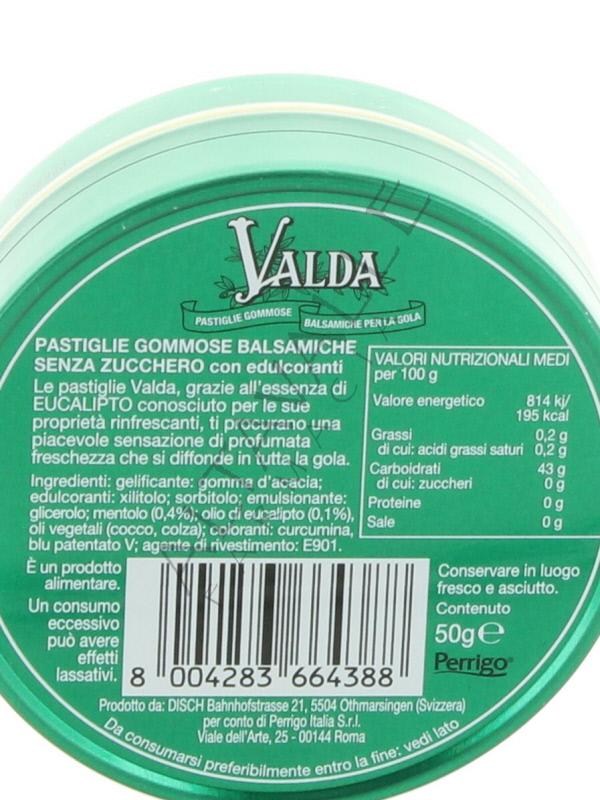 VALDA
PASTIGLIE GOMMOSE BALSAMICHE PER LA GOLA
PASTIGLIE GOMMOSE BALSAMICHE
SENZA ZUCCHERO con edulcoranti
Le pastiglie Valda, grazie all'essenza di
EUCALIPTO conosciuto per le sue
proprietà rinfrescanti, ti procurano una
piacevole sensazione di profumata
freschezza che si diffonde in tutta la gola.
Ingredienti: gelificante: gomma d'acacia;
edulcoranti: xilitolo; sorbitolo; emulsionante:
glicerolo; mentolo (0,4%); olio di eucalipto (0,1%),
oli vegetali (cocco, colza); coloranti: curcumina,
blu patentato V; agente di rivestimento: E901.
VALORI NUTRIZIONALI MEDI
per 100 g
Valore energetico 814 kj/
195 kcal
Grassi 0,2 g
di cui: acidi grassi saturi 0,2 g
Carboidrati 43 g
di cui: zuccheri 0 g
Proteine 0 g
Sale 0 g
È un prodotto
alimentare.
Un consumo
eccessivo
può avere
effetti
lassativi.
8 004283 664388
Conservare in luogo
fresco e asciutto.
Contenuto
50g e
Perrigo
Prodotto da: DISCH Bahnhofstrasse 21, 5504 Othmarsingen (Svizzera)
per conto di Perrigo Italia S.r.l.
Viale dell'Arte, 25 - 00144 Roma
Da consumarsi preferibilmente entro la fine: vedi lato